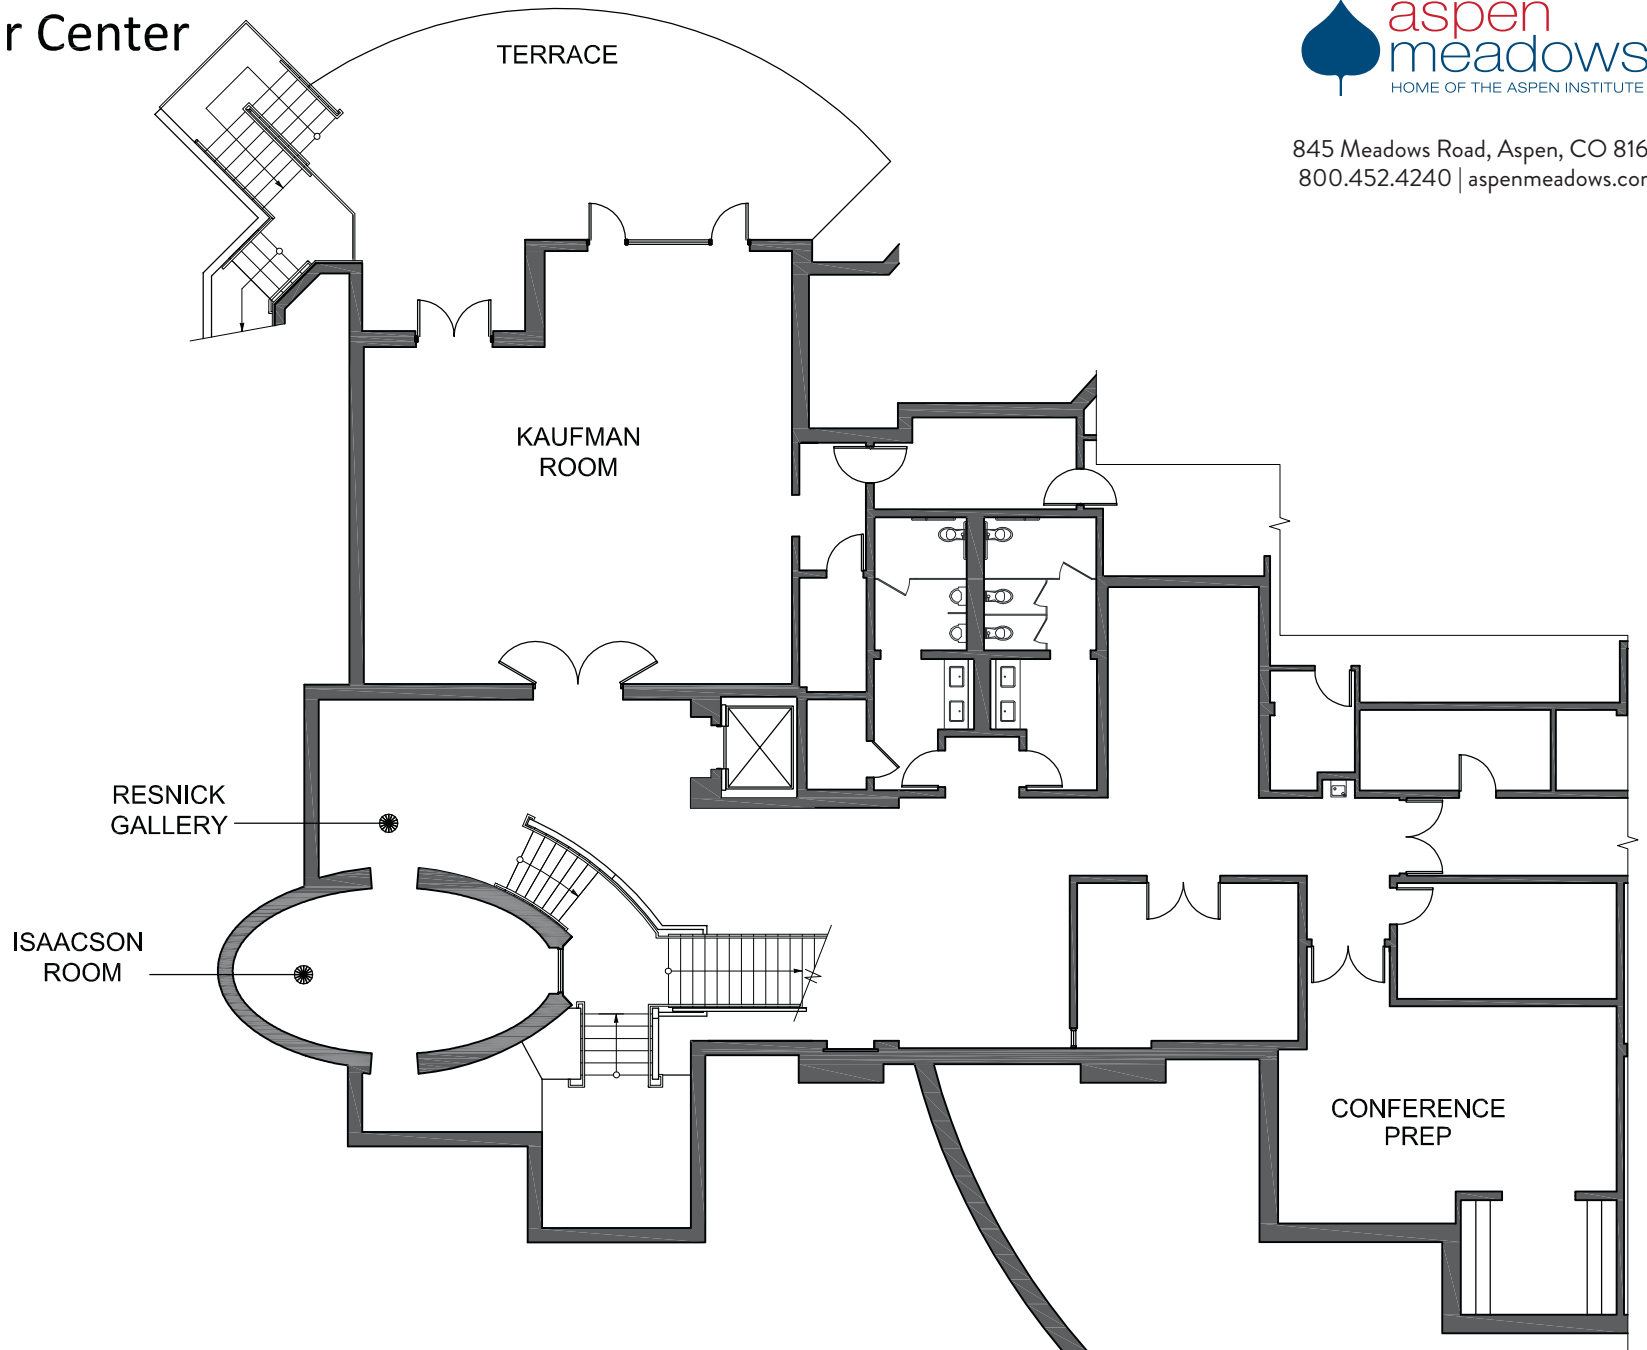 r Center
TERRACE
aspen
meadows
HOME OF THE ASPEN INSTITUTE
845 Meadows Road, Aspen, CO 816
800.452.4240 | aspenmeadows.cor
KAUFMAN
ROOM
RESNICK
GALLERY
ISAACSON
ROOM
CONFERENCE
PREP